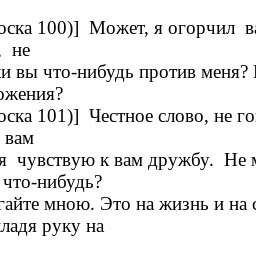 оска 100)] Может, я огорчил в
, не
и вы что-нибудь против меня?
ожения?
оска 101)] Честное слово, не го
вам
я чувствую к вам дружбу. Не
что-нибудь?
гайте мною. Это на жизнь и на
ладя руку на